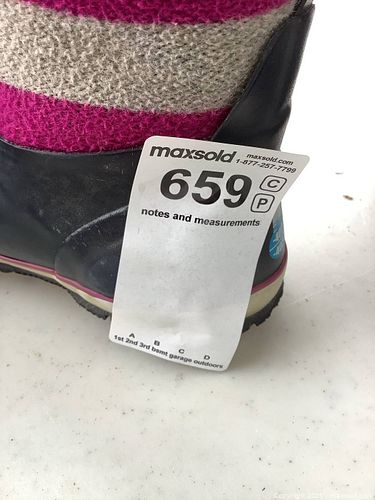 maxsold maxsold.com
1-877-257-7799
659 C
P
notes and measurements
A B C D
1st 2nd 3rd bsmt garage outdoors